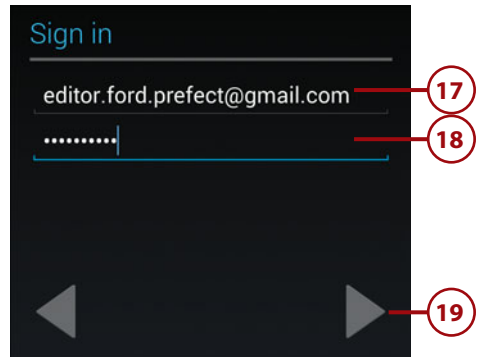 Sign in
editor.ford.prefect@gmail.com
17
••••••••••
18
19